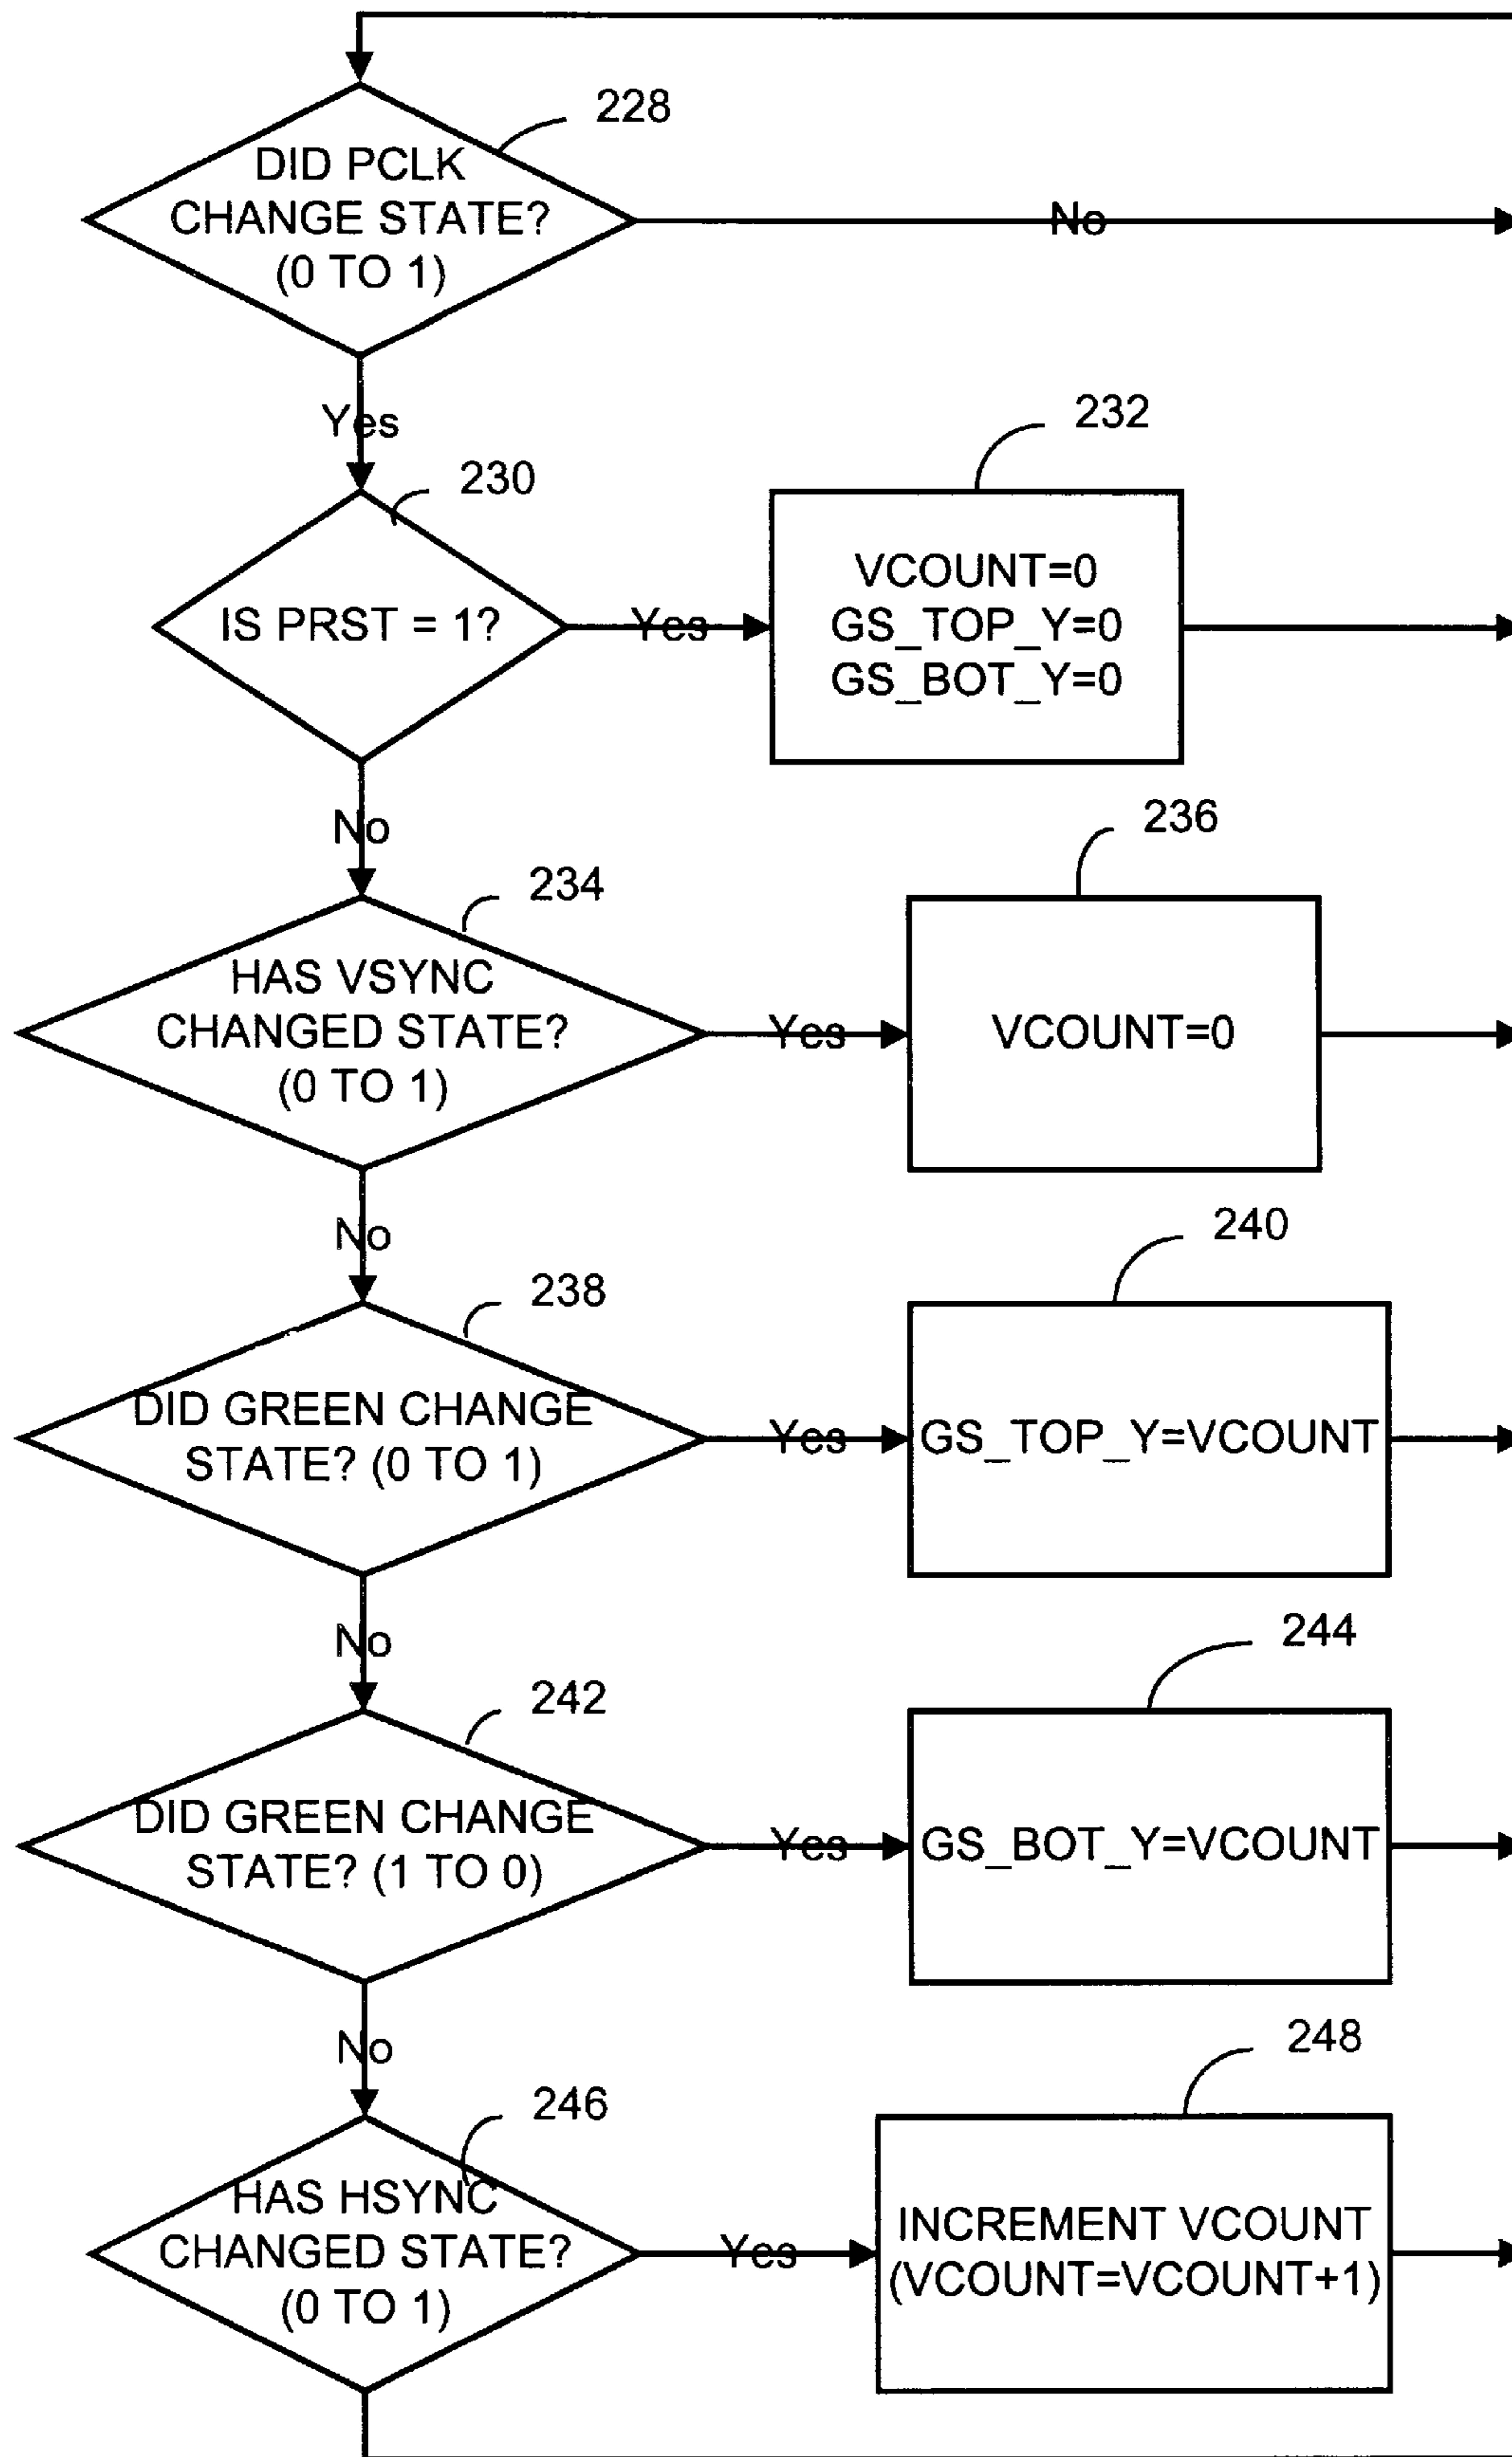 228
DID PCLK
CHANGE STATE?
(0 TO 1)
No
Yes
230
IS PRST = 1?
Yes
232
VCOUNT=0
GS_TOP_Y=0
GS_BOT_Y=0
No
234
HAS VSYNC
CHANGED STATE?
(0 TO 1)
Yes
236
VCOUNT=0
No
238
DID GREEN CHANGE
STATE? (0 TO 1)
Yes
240
GS_TOP_Y=VCOUNT
No
242
DID GREEN CHANGE
STATE? (1 TO 0)
Yes
244
GS_BOT_Y=VCOUNT
No
246
HAS HSYNC
CHANGED STATE?
(0 TO 1)
Yes
248
INCREMENT VCOUNT
(VCOUNT=VCOUNT+1)